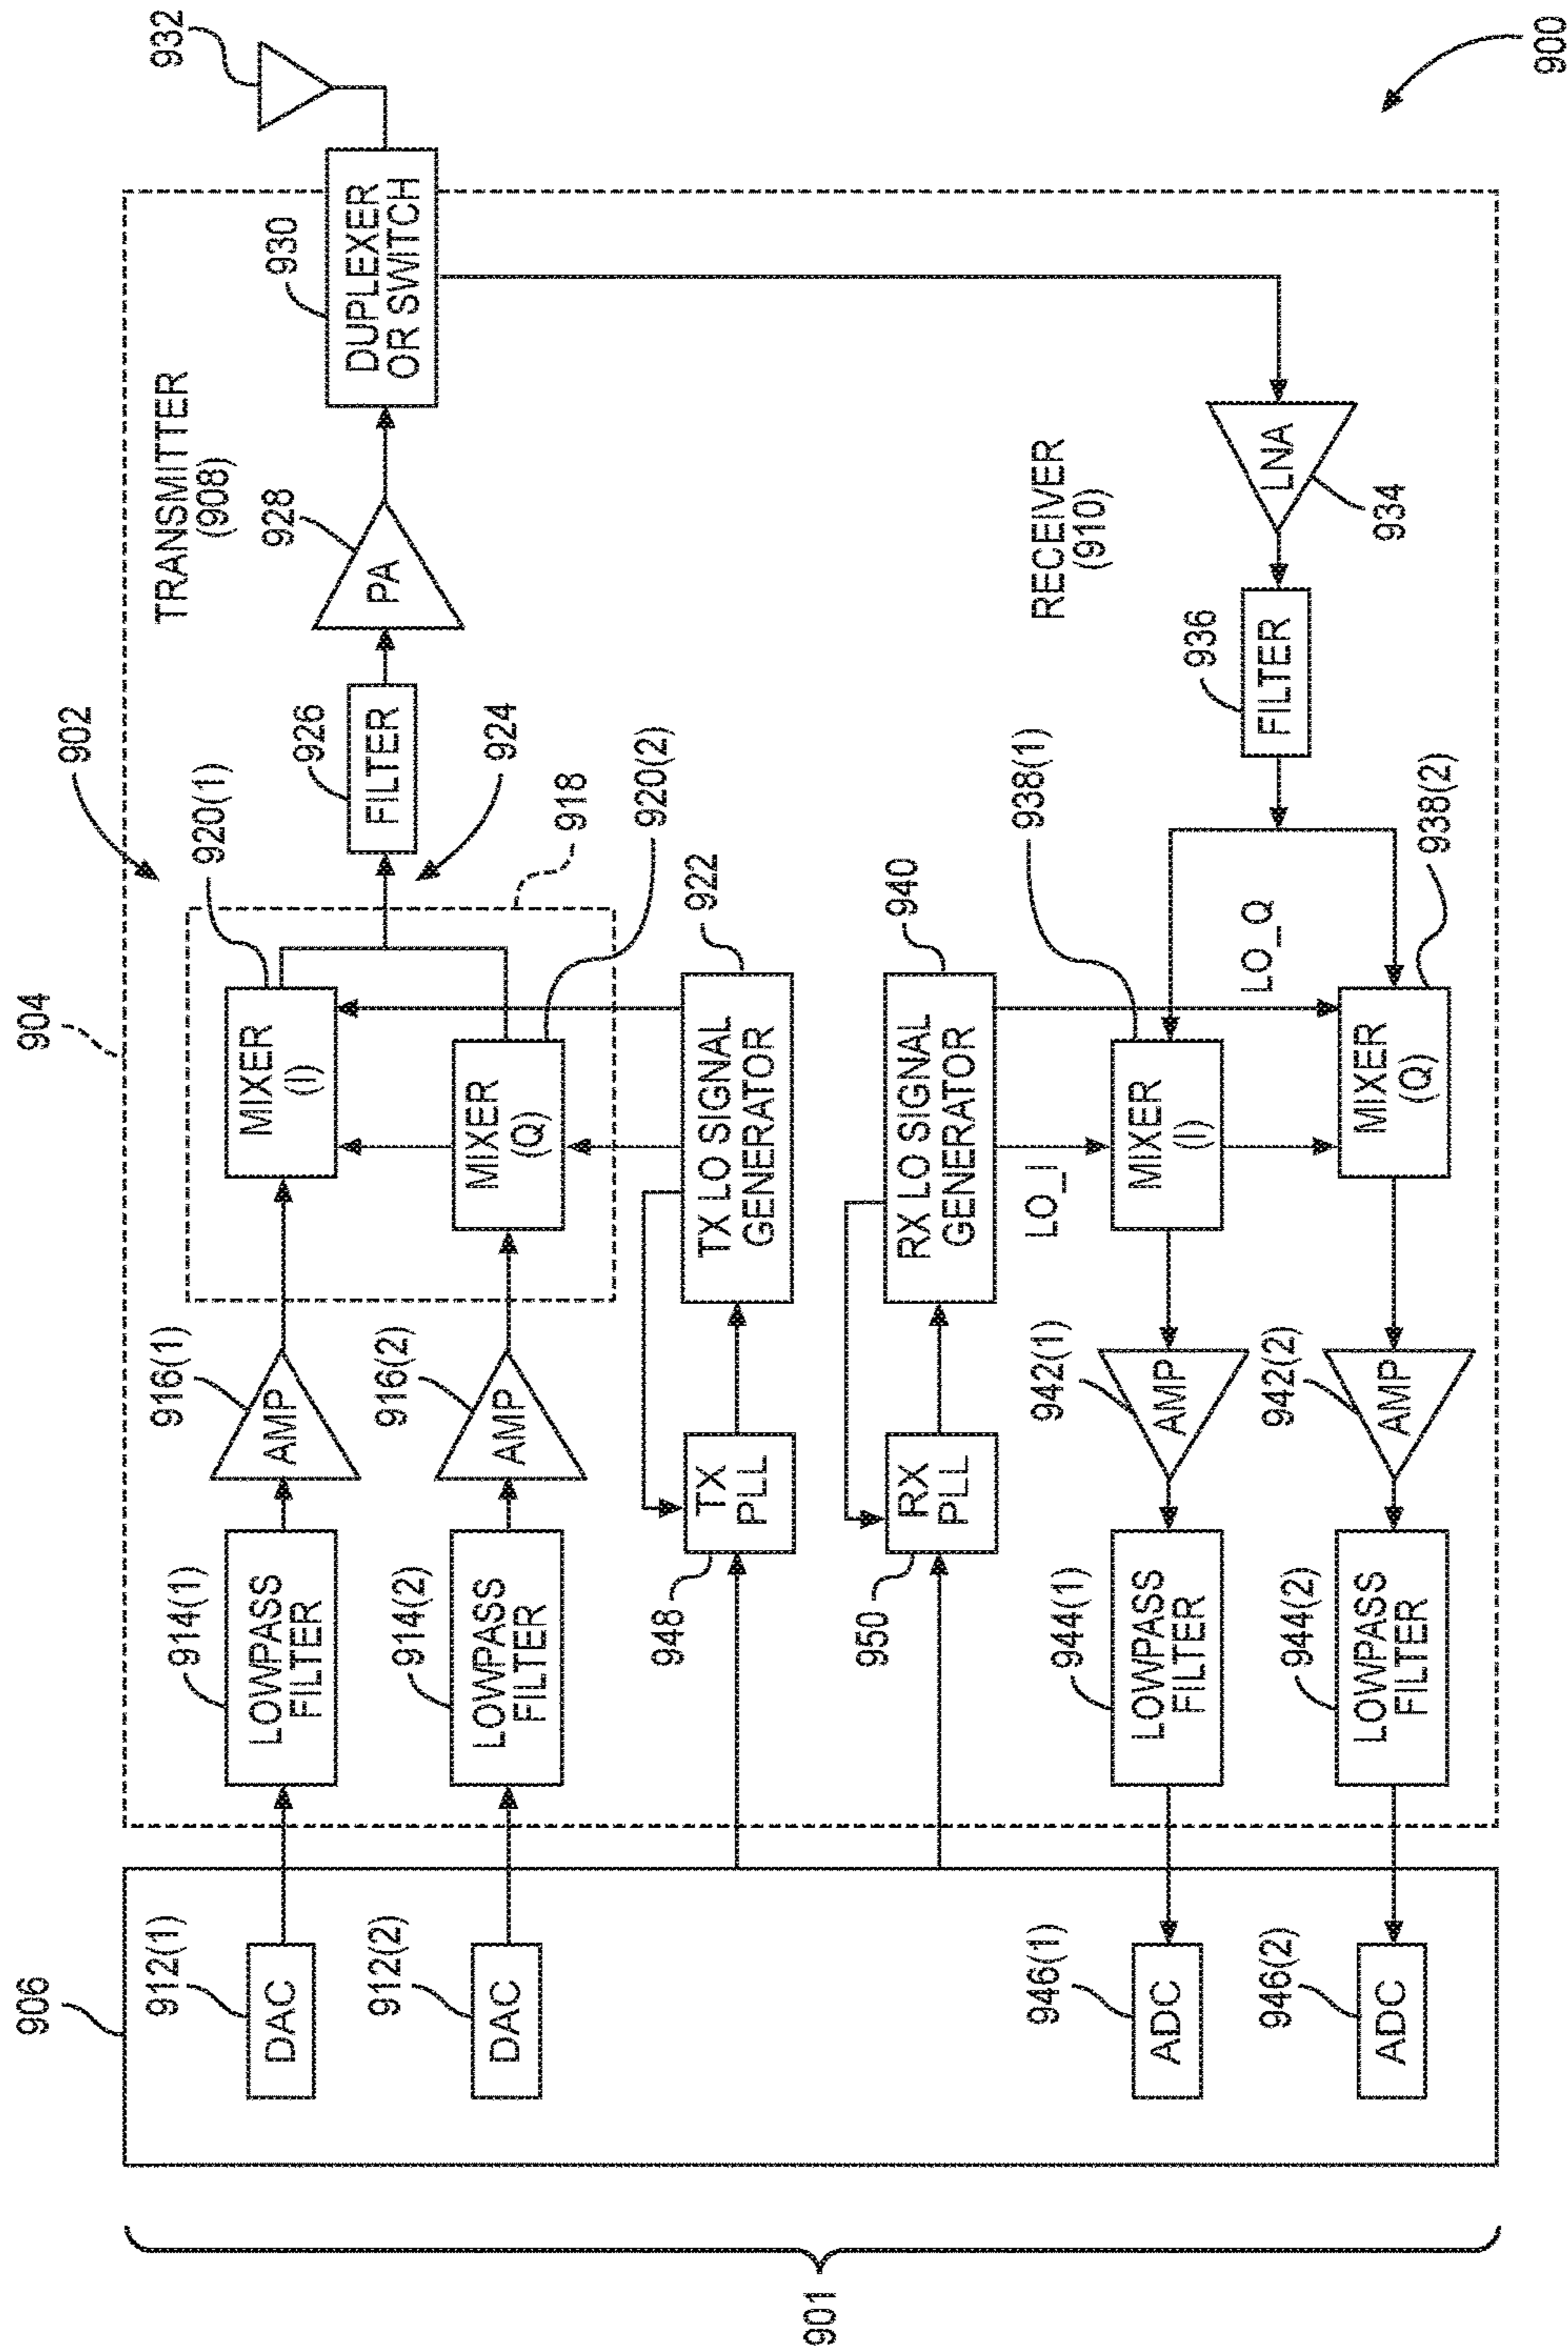 904
902
TRANSMITTER
(908)
932
906
912(1)
DAC
914(1)
LOWPASS
FILTER
916(1)
AMP
920(1)
MIXER
(I)
926
FILTER
928
PA
930
DUPLEXER
OR SWITCH
924
918
920(2)
912(2)
DAC
914(2)
LOWPASS
FILTER
916(2)
AMP
MIXER
(Q)
948
TX
PLL
922
TX LO SIGNAL
GENERATOR
901
950
RX
PLL
940
RX LO SIGNAL
GENERATOR
938(1)
RECEIVER
(910)
LO_I
946(1)
ADC
944(1)
LOWPASS
FILTER
942(1)
AMP
MIXER
(I)
LO_Q
936
FILTER
LNA
934
946(2)
ADC
944(2)
LOWPASS
FILTER
942(2)
AMP
MIXER
(Q)
938(2)
900